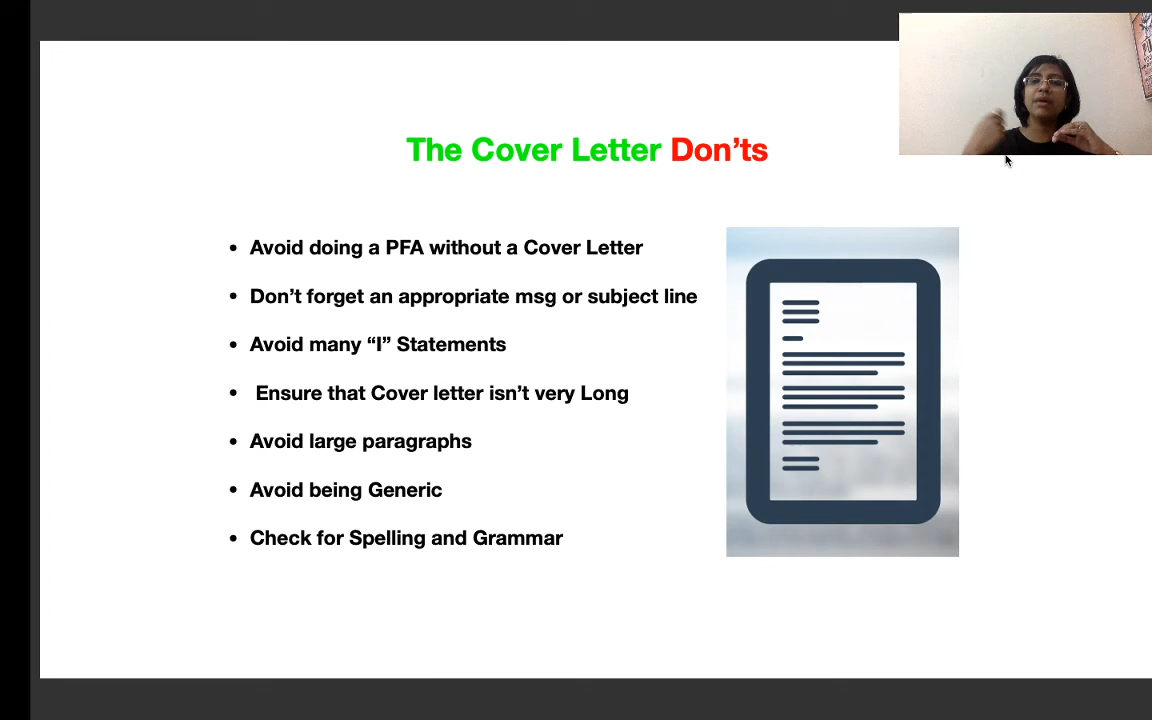 The Cover Letter Don’ts
• Avoid doing a PFA without a Cover Letter
• Don’t forget an appropriate msg or subject line
• Avoid many “I” Statements
• Ensure that Cover letter isn’t very Long
• Avoid large paragraphs
• Avoid being Generic
• Check for Spelling and Grammar